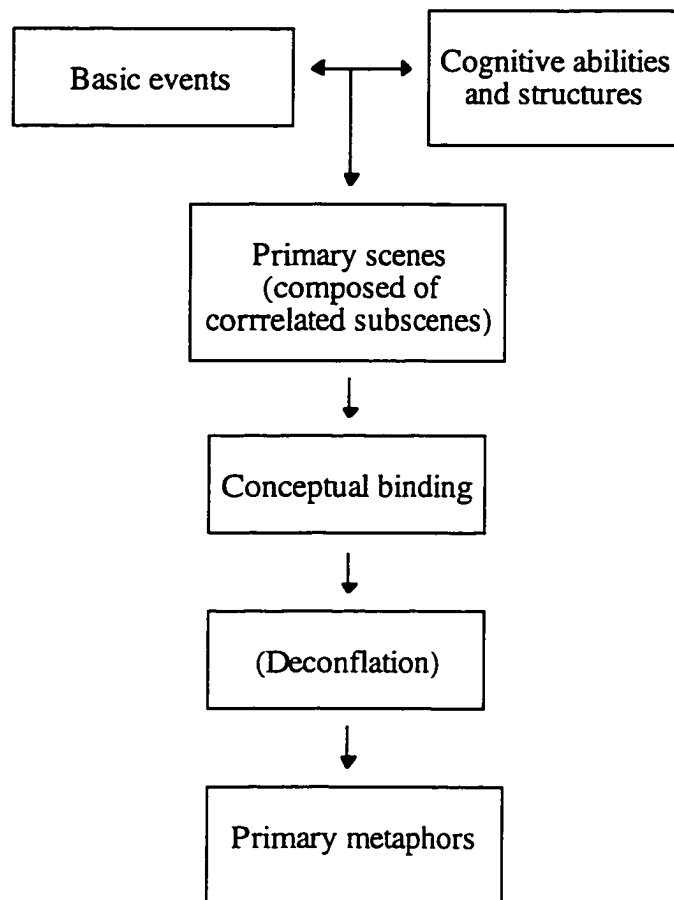 Basic events
Cognitive abilities
and structures
Primary scenes
(composed of
corrrelated subscenes)
Conceptual binding
(Deconflation)
Primary metaphors